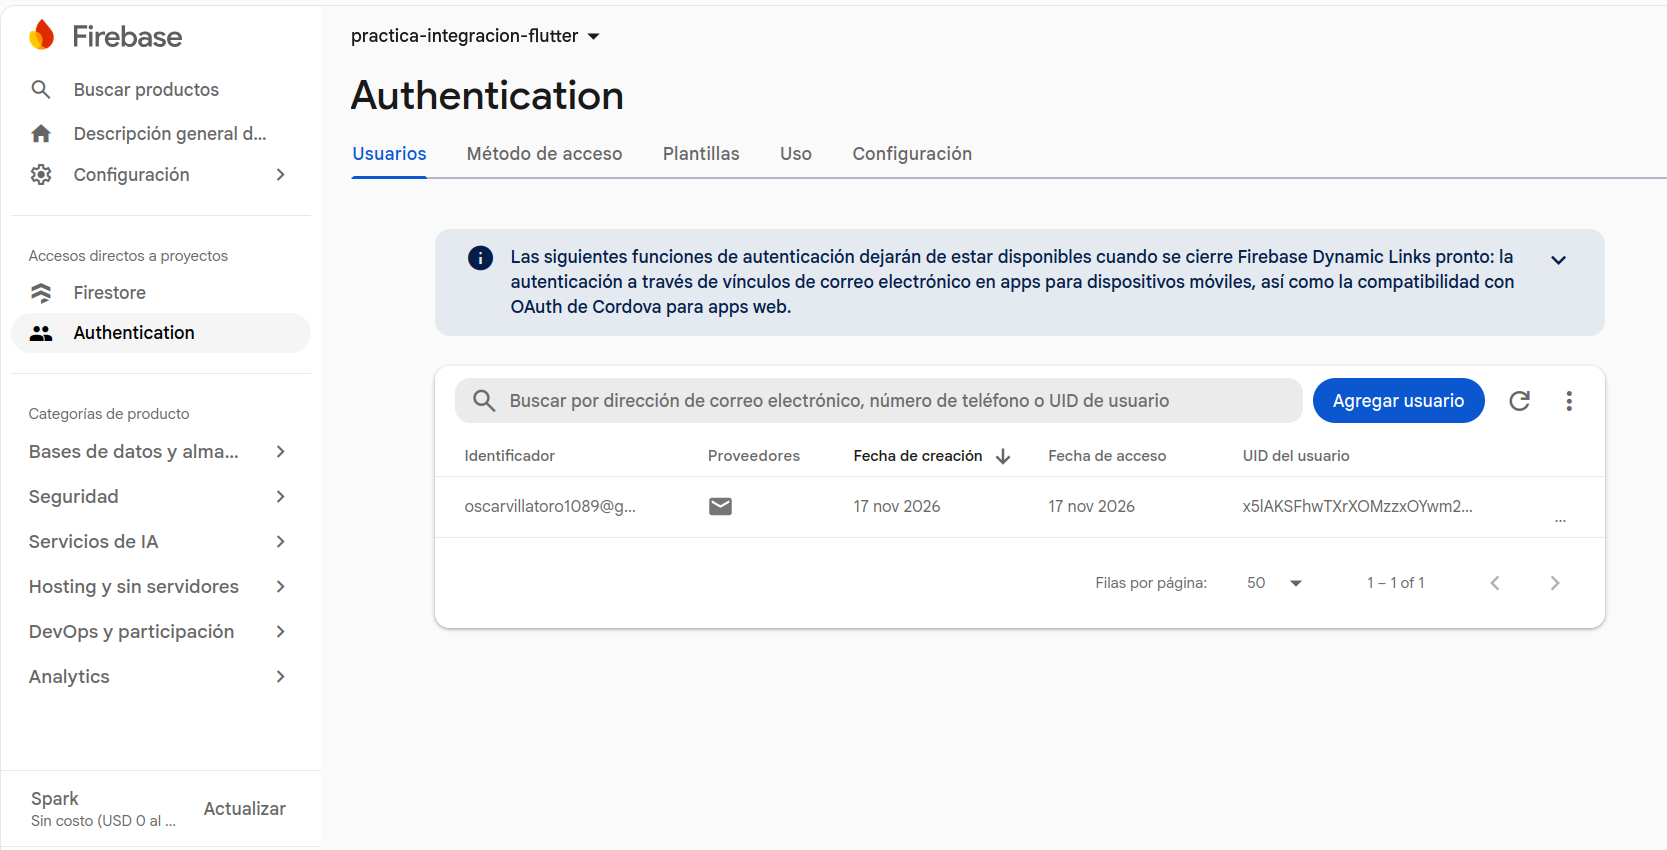 Firebase
Buscar productos
Descripción general d...
Configuración
Accesos directos a proyectos
Firestore
Authentication
Categorías de producto
Bases de datos y alma...
Seguridad
Servicios de IA
Hosting y sin servidores
DevOps y participación
Analytics
Spark
Sin costo (USD 0 al ...
Actualizar
practica-integracion-flutter
Authentication
Usuarios Método de acceso Plantillas Uso Configuración
Las siguientes funciones de autenticación dejarán de estar disponibles cuando se cierre Firebase Dynamic Links pronto: la
autenticación a través de vínculos de correo electrónico en apps para dispositivos móviles, así como la compatibilidad con
OAuth de Cordova para apps web.
Buscar por dirección de correo electrónico, número de teléfono o UID de usuario Agregar usuario
Identificador Proveedores Fecha de creación Fecha de acceso UID del usuario
oscarvillatoro1089@g... 17 nov 2026 17 nov 2026 x5lAKSFhwTXrXOMzzxOYwm2... ...
Filas por página: 50 1 – 1 of 1